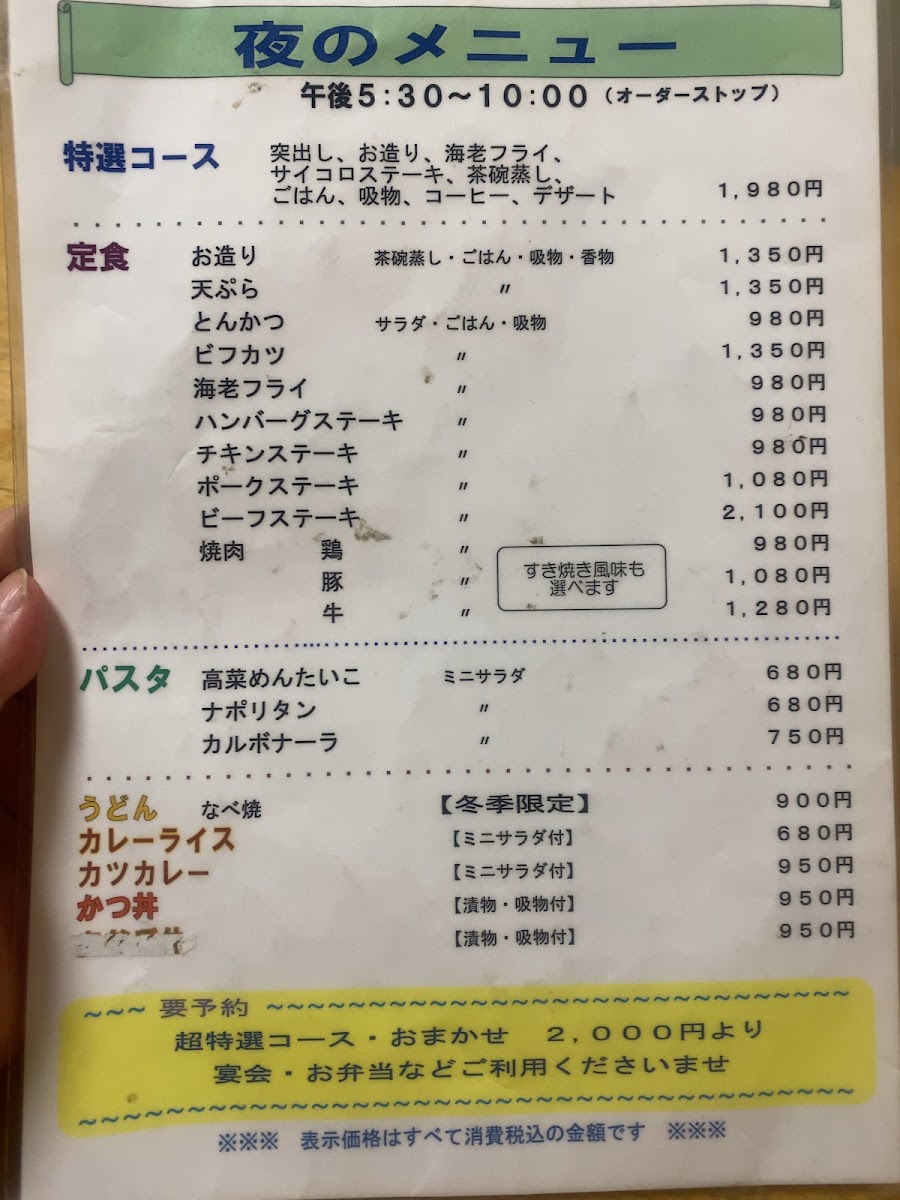 夜のメニュー
午後5:30～10:00（オーダーストップ）
特選コース 突出し、お造り、海老フライ、
サイコロステーキ、茶碗蒸し、
ごはん、吸物、コーヒー、デザート 1,980円
定食 お造り 茶碗蒸し・ごはん・吸物・香物 1,350円
天ぷら 〃 1,350円
とんかつ サラダ・ごはん・吸物 980円
ビフカツ 〃 1,350円
海老フライ 〃 980円
ハンバーグステーキ 〃 980円
チキンステーキ 〃 980円
ポークステーキ 〃 1,080円
ビーフステーキ 〃 2,100円
焼肉 鶏 〃 980円
豚 〃 1,080円
牛 〃 1,280円
すき焼き風味も
選べます
パスタ 高菜めんたいこ ミニサラダ 680円
ナポリタン 〃 680円
カルボナーラ 〃 750円
うどん なべ焼 【冬季限定】 900円
カレーライス 【ミニサラダ付】 680円
カツカレー 【ミニサラダ付】 950円
かつ丼 【漬物・吸物付】 950円
【漬物・吸物付】 950円
～～～ 要予約 ～～～～～～～～～～～～～～～～～～～～～～
超特選コース・おまかせ 2,000円より
宴会・お弁当などご利用くださいませ
～～～～～～～～～～～～～～～～～～～～～～～～～～～～～
※※※ 表示価格はすべて消費税込の金額です ※※※